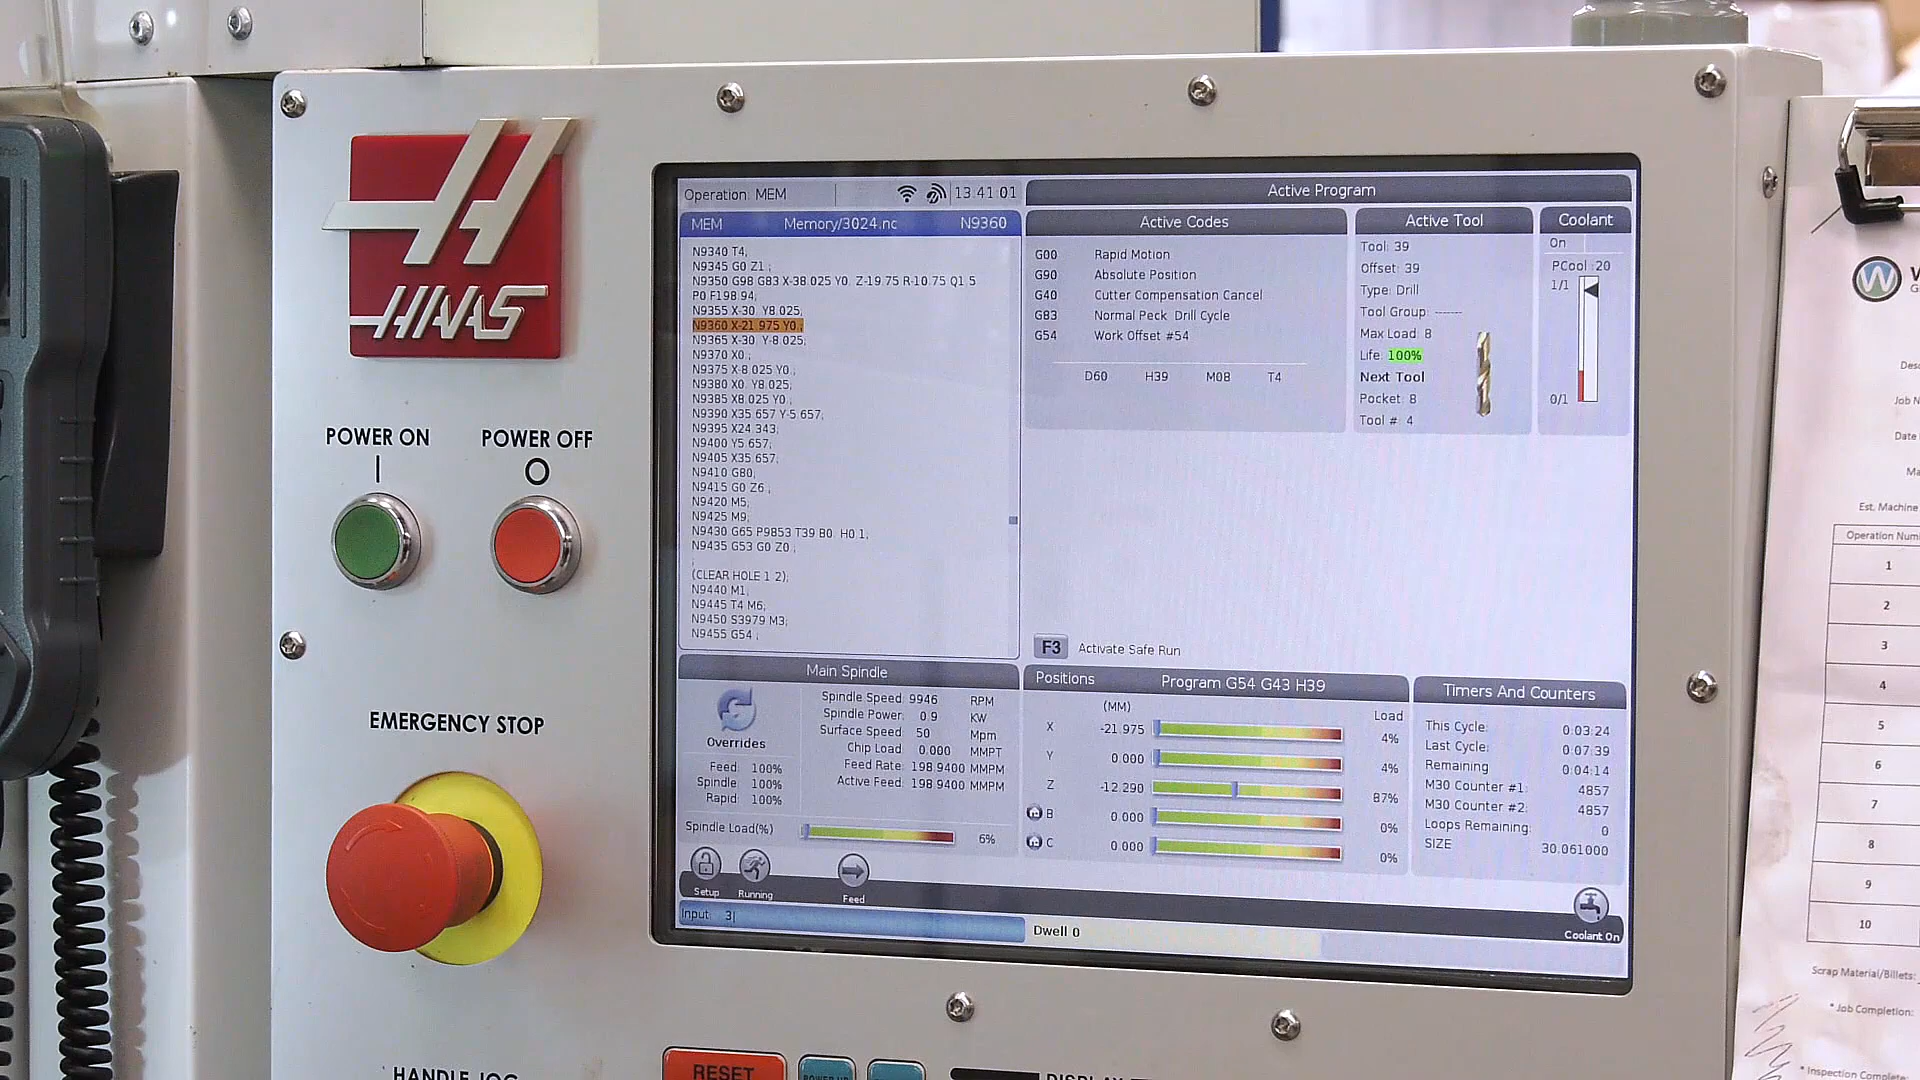 HAAS
POWER ON
POWER OFF
EMERGENCY STOP
HANDLE JOG
RESET
POWER UP
DISPLAY
Operation: MEM
13:41:01
MEM Memory/3024.nc N9360
N9340 T4;
N9345 G0 Z1.;
N9350 G98 G83 X-38.025 Y0. Z-19.75 R-10.75 Q1.5
P0 F198.94;
N9355 X-30. Y8.025;
N9360 X-21.975 Y0.;
N9365 X-30. Y-8.025;
N9370 X0.;
N9375 X-8.025 Y0.;
N9380 X0. Y8.025;
N9385 X8.025 Y0.;
N9390 X35.657 Y-5.657;
N9395 X24.343;
N9400 Y5.657;
N9405 X35.657;
N9410 G80;
N9415 G0 Z6.;
N9420 M5;
N9425 M9;
N9430 G65 P9853 T39 B0. H0.1;
N9435 G53 G0 Z0.;
;
(CLEAR HOLE 1 2);
N9440 M1;
N9445 T4 M6;
N9450 S3979 M3;
N9455 G54 ;
Active Program
Active Codes
G00 Rapid Motion
G90 Absolute Position
G40 Cutter Compensation Cancel
G83 Normal Peck Drill Cycle
G54 Work Offset #54
D60 H39 M08 T4
Active Tool
Tool: 39
Offset: 39
Type: Drill
Tool Group: -------
Max Load: 8
Life: 100%
Next Tool
Pocket: 8
Tool #: 4
Coolant
On
PCool: 20
1/1
0/1
F3 Activate Safe Run
Main Spindle
Overrides
Feed: 100%
Spindle: 100%
Rapid: 100%
Spindle Speed: 9946 RPM
Spindle Power: 0.9 KW
Surface Speed: 50 Mpm
Chip Load: 0.000 MMPT
Feed Rate: 198.9400 MMPM
Active Feed: 198.9400 MMPM
Spindle Load(%) 6%
Positions Program G54 G43 H39
(MM) Load
X -21.975 4%
Y 0.000 4%
Z -12.290 87%
B 0.000 0%
C 0.000 0%
Timers And Counters
This Cycle: 0:03:24
Last Cycle: 0:07:39
Remaining 0:04:14
M30 Counter #1: 4857
M30 Counter #2: 4857
Loops Remaining: 0
SIZE 30.061000
Setup
Running
Feed
Coolant On
Input: 3
Dwell 0
W
Job N
Date
Est. Machine
Operation Num
1
2
3
4
5
6
7
8
9
10
Scrap Material/Billets:
* Job Completion:
* Inspection Complete: